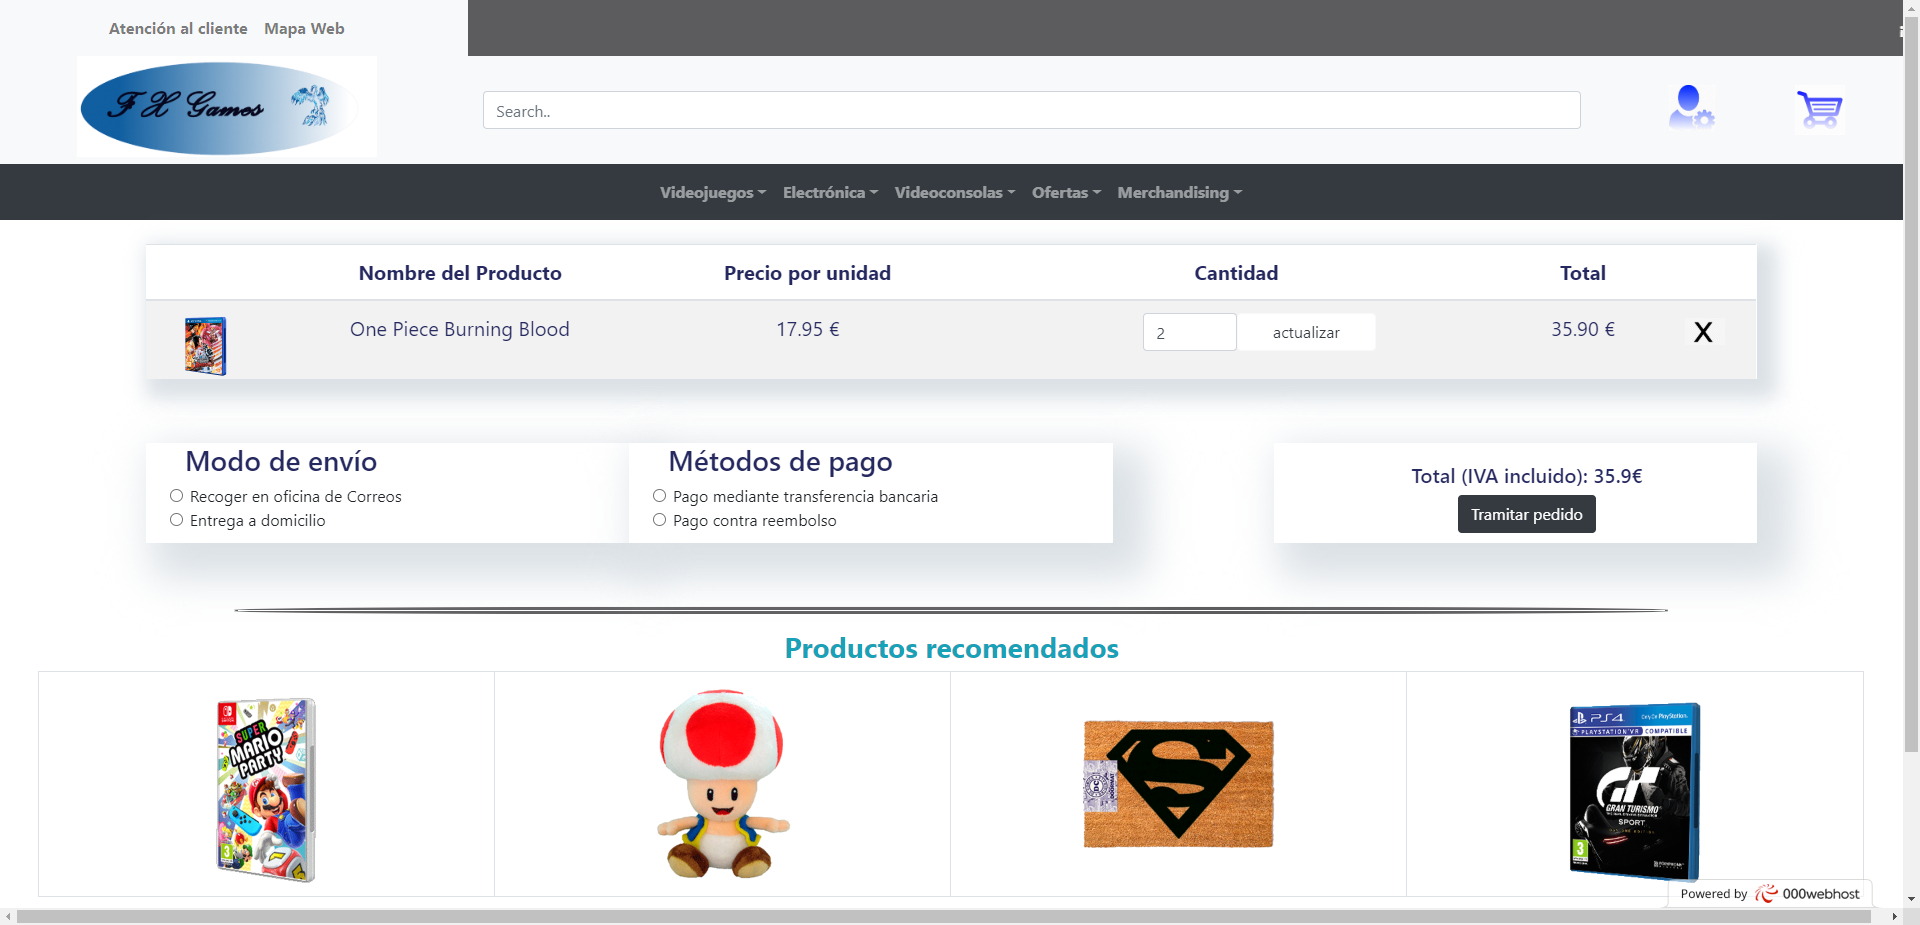 Atención al cliente Mapa Web
F X Games
Search..
Videojuegos Electrónica Videoconsolas Ofertas Merchandising
Nombre del Producto Precio por unidad Cantidad Total
One Piece Burning Blood 17.95 € 2 actualizar 35.90 € X
Modo de envío
Recoger en oficina de Correos
Entrega a domicilio
Métodos de pago
Pago mediante transferencia bancaria
Pago contra reembolso
Total (IVA incluido): 35.9€
Tramitar pedido
Productos recomendados
SUPER
MARIO
PARTY
3
S
PS4
PlayStation VR COMPATIBLE
GT
GRAN TURISMO
SPORT
3
Powered by 000webhost